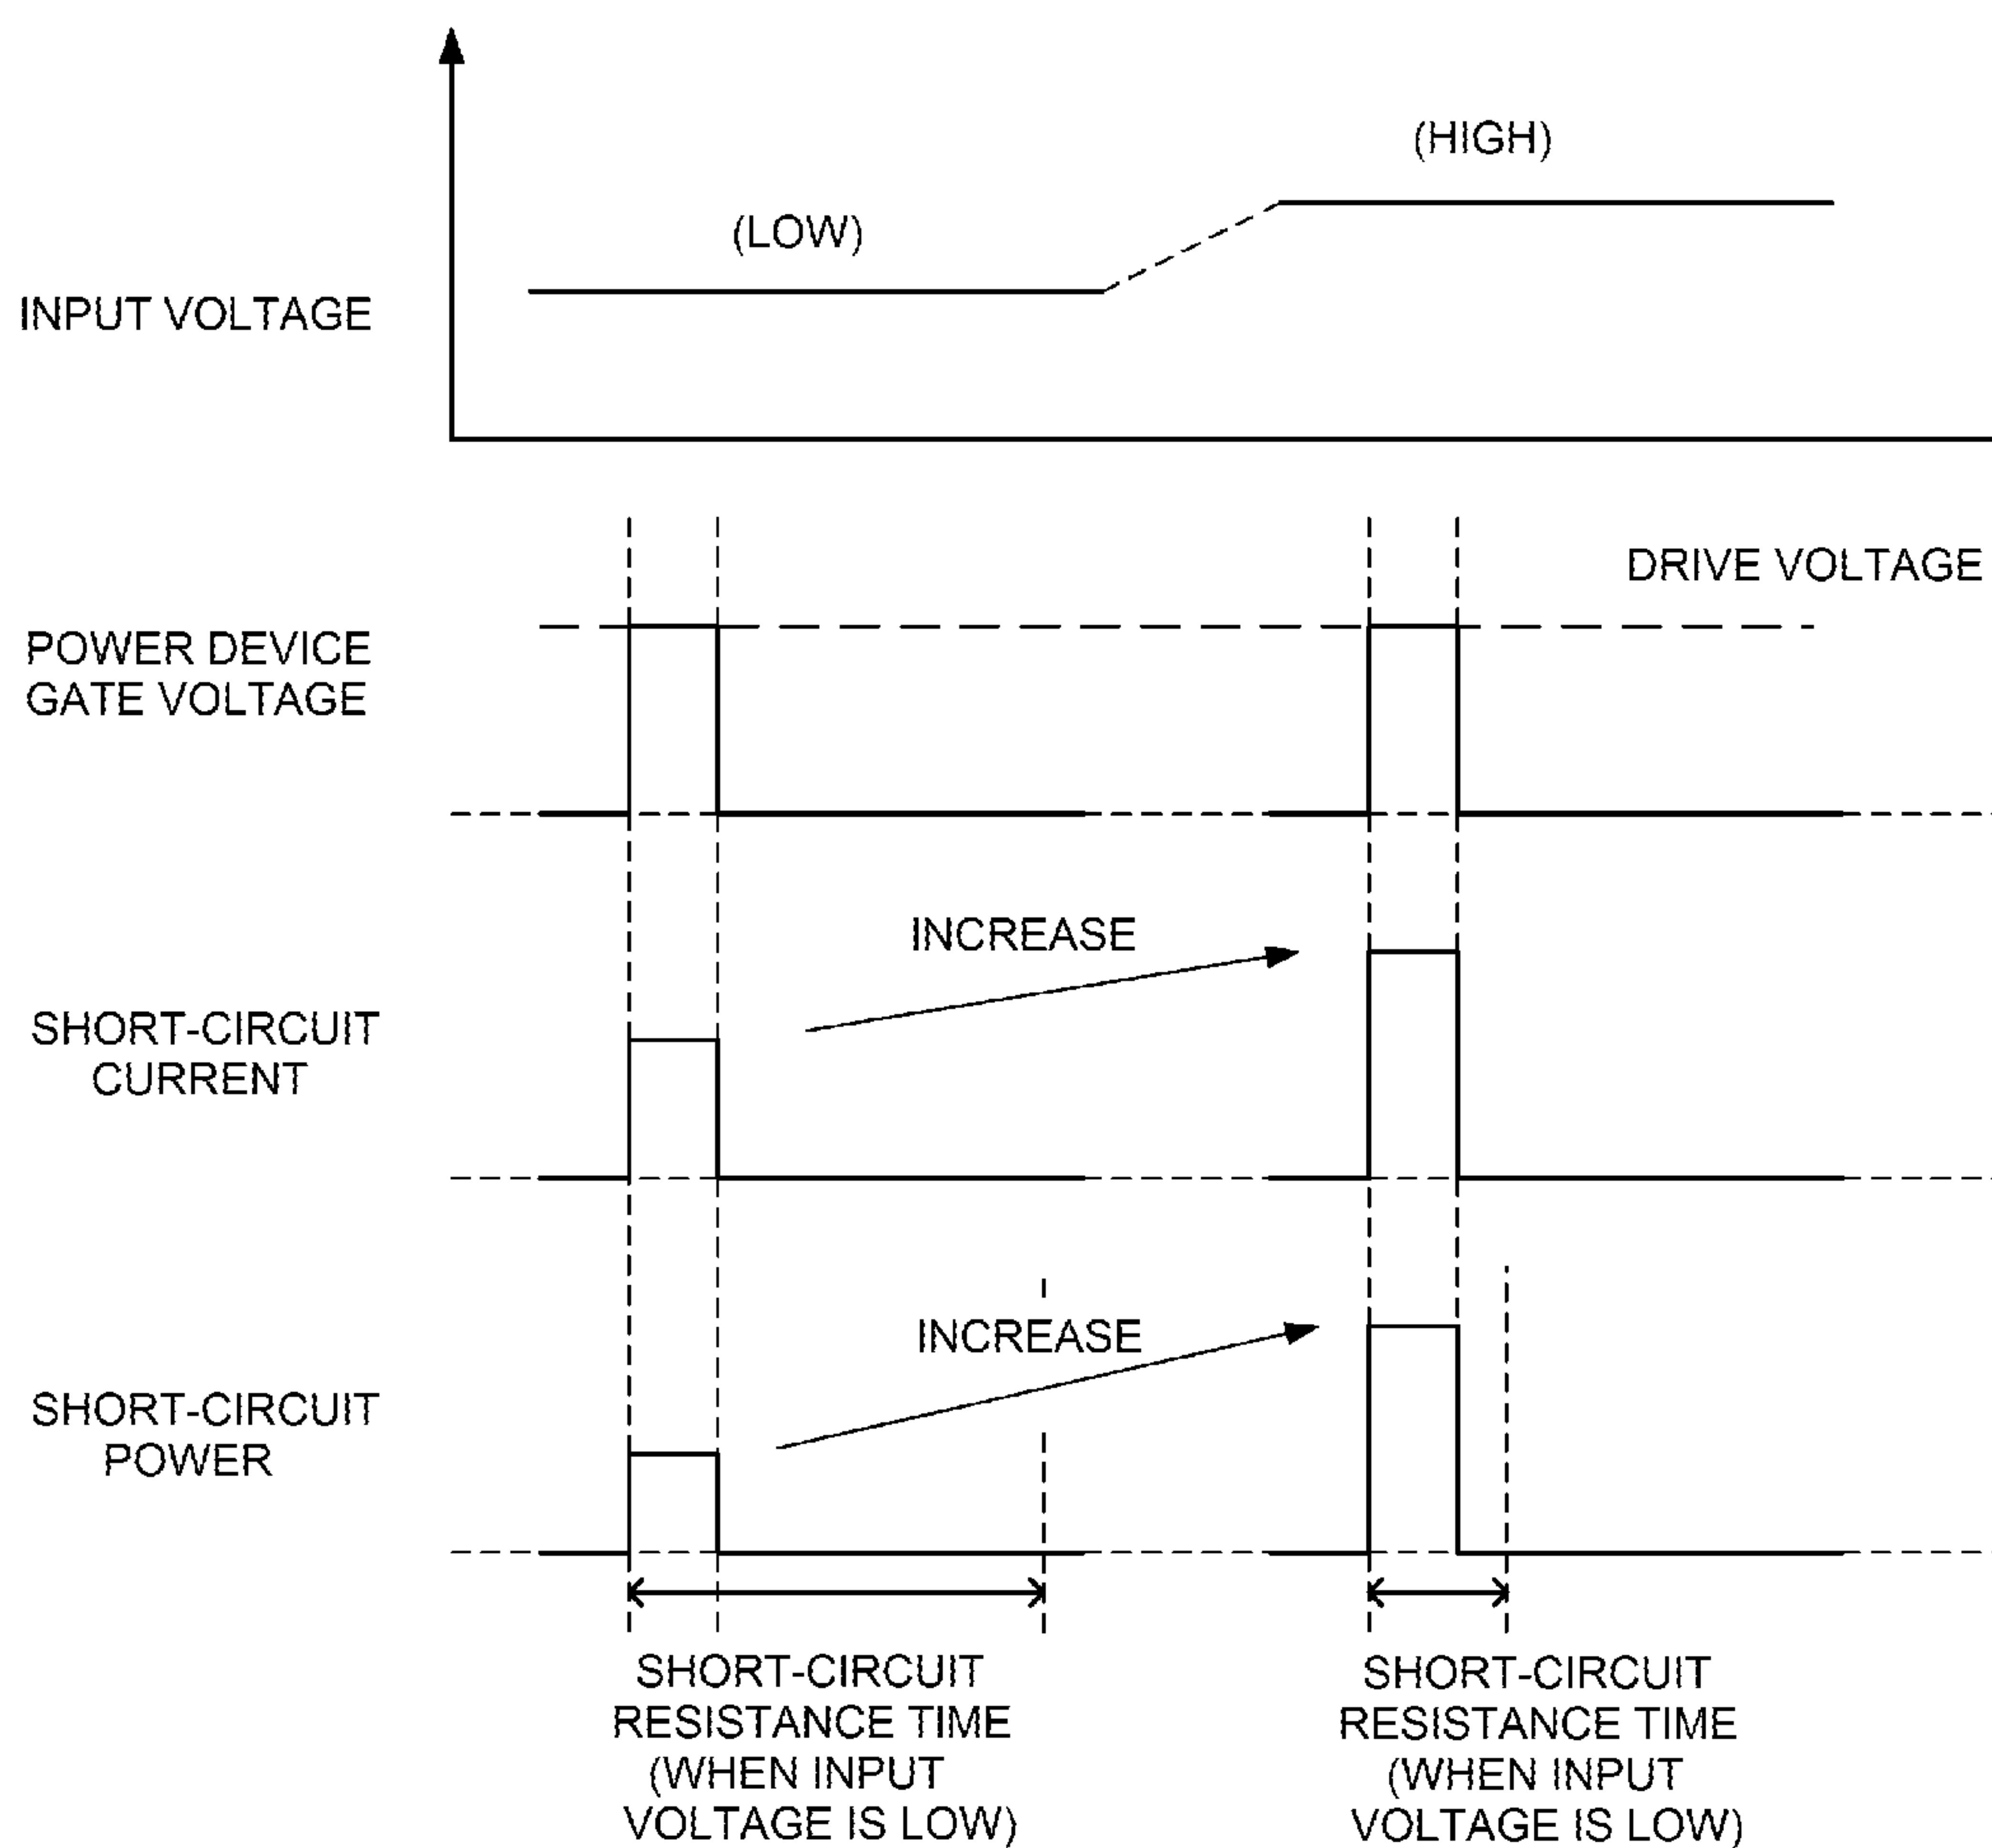 (HIGH)
(LOW)
INPUT VOLTAGE
DRIVE VOLTAGE
POWER DEVICE
GATE VOLTAGE
INCREASE
SHORT-CIRCUIT
CURRENT
INCREASE
SHORT-CIRCUIT
POWER
SHORT-CIRCUIT
RESISTANCE TIME
(WHEN INPUT
VOLTAGE IS LOW)
SHORT-CIRCUIT
RESISTANCE TIME
(WHEN INPUT
VOLTAGE IS LOW)